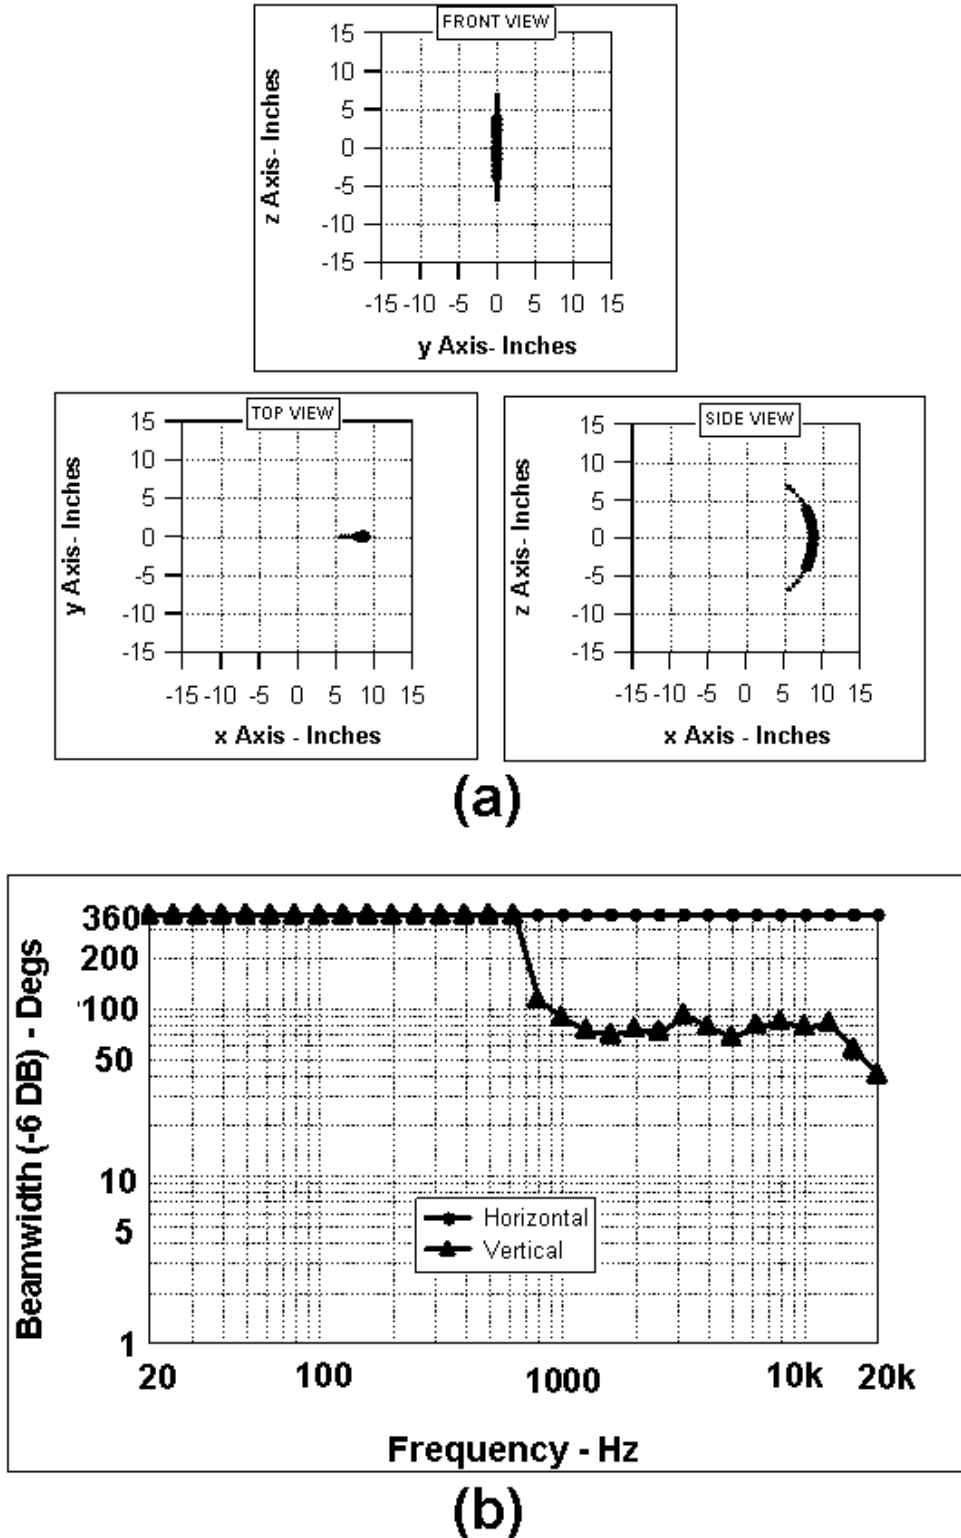 FRONT VIEW
15
10
5
0
-5
-10
-15
z Axis- Inches
-15 -10 -5 0 5 10 15
y Axis- Inches
TOP VIEW
15
10
5
0
-5
-10
-15
y Axis- Inches
-15 -10 -5 0 5 10 15
x Axis - Inches
SIDE VIEW
15
10
5
0
-5
-10
-15
z Axis- Inches
-15 -10 -5 0 5 10 15
x Axis - Inches
(a)
360
200
100
50
10
5
1
Beamwidth (-6 DB) - Degs
Horizontal
Vertical
20 100 1000 10k 20k
Frequency - Hz
(b)